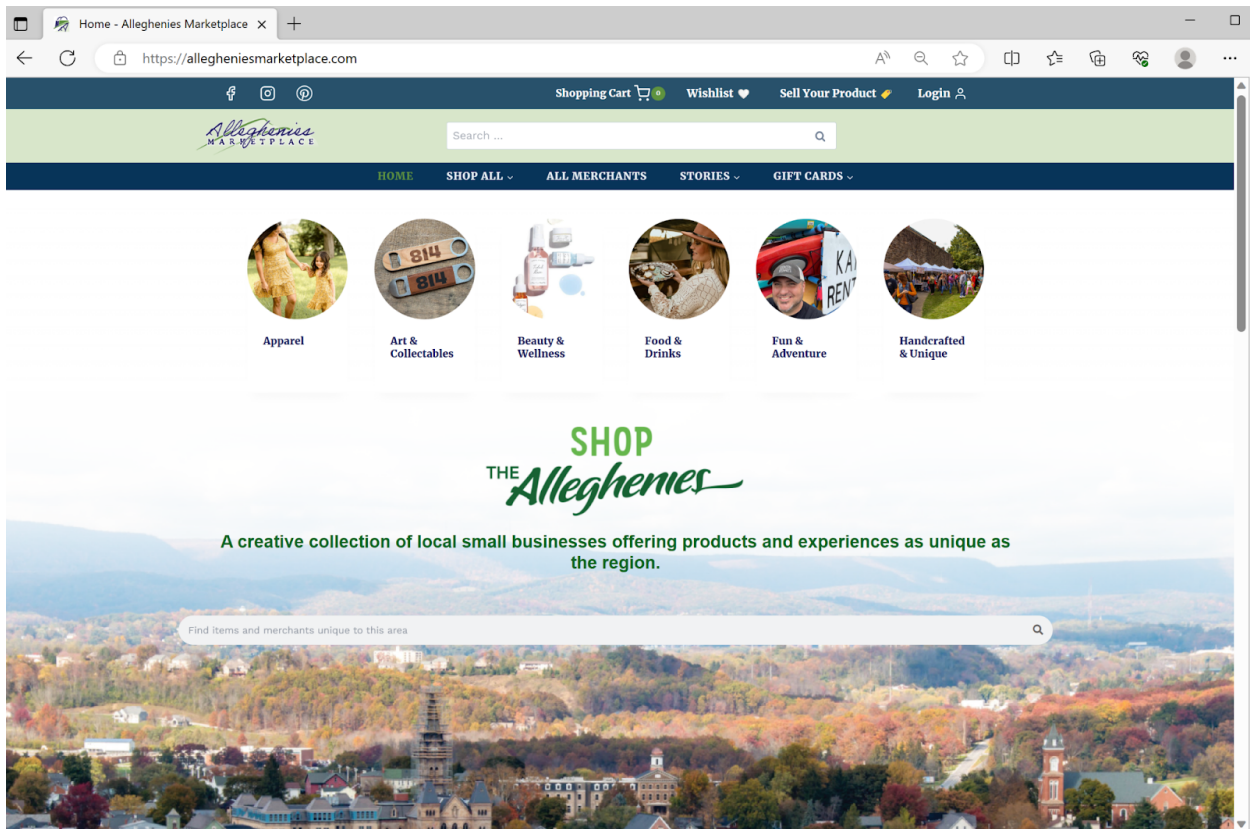 Home - Alleghenies Marketplace
https://allegheniesmarketplace.com
Shopping Cart 0 Wishlist Sell Your Product Login
Alleghenies
MARKETPLACE
Search ...
HOME SHOP ALL ALL MERCHANTS STORIES GIFT CARDS
814
814
KA
RENT
Apparel
Art &
Collectables
Beauty &
Wellness
Food &
Drinks
Fun &
Adventure
Handcrafted
& Unique
SHOP
THE Alleghenies
A creative collection of local small businesses offering products and experiences as unique as
the region.
Find items and merchants unique to this area